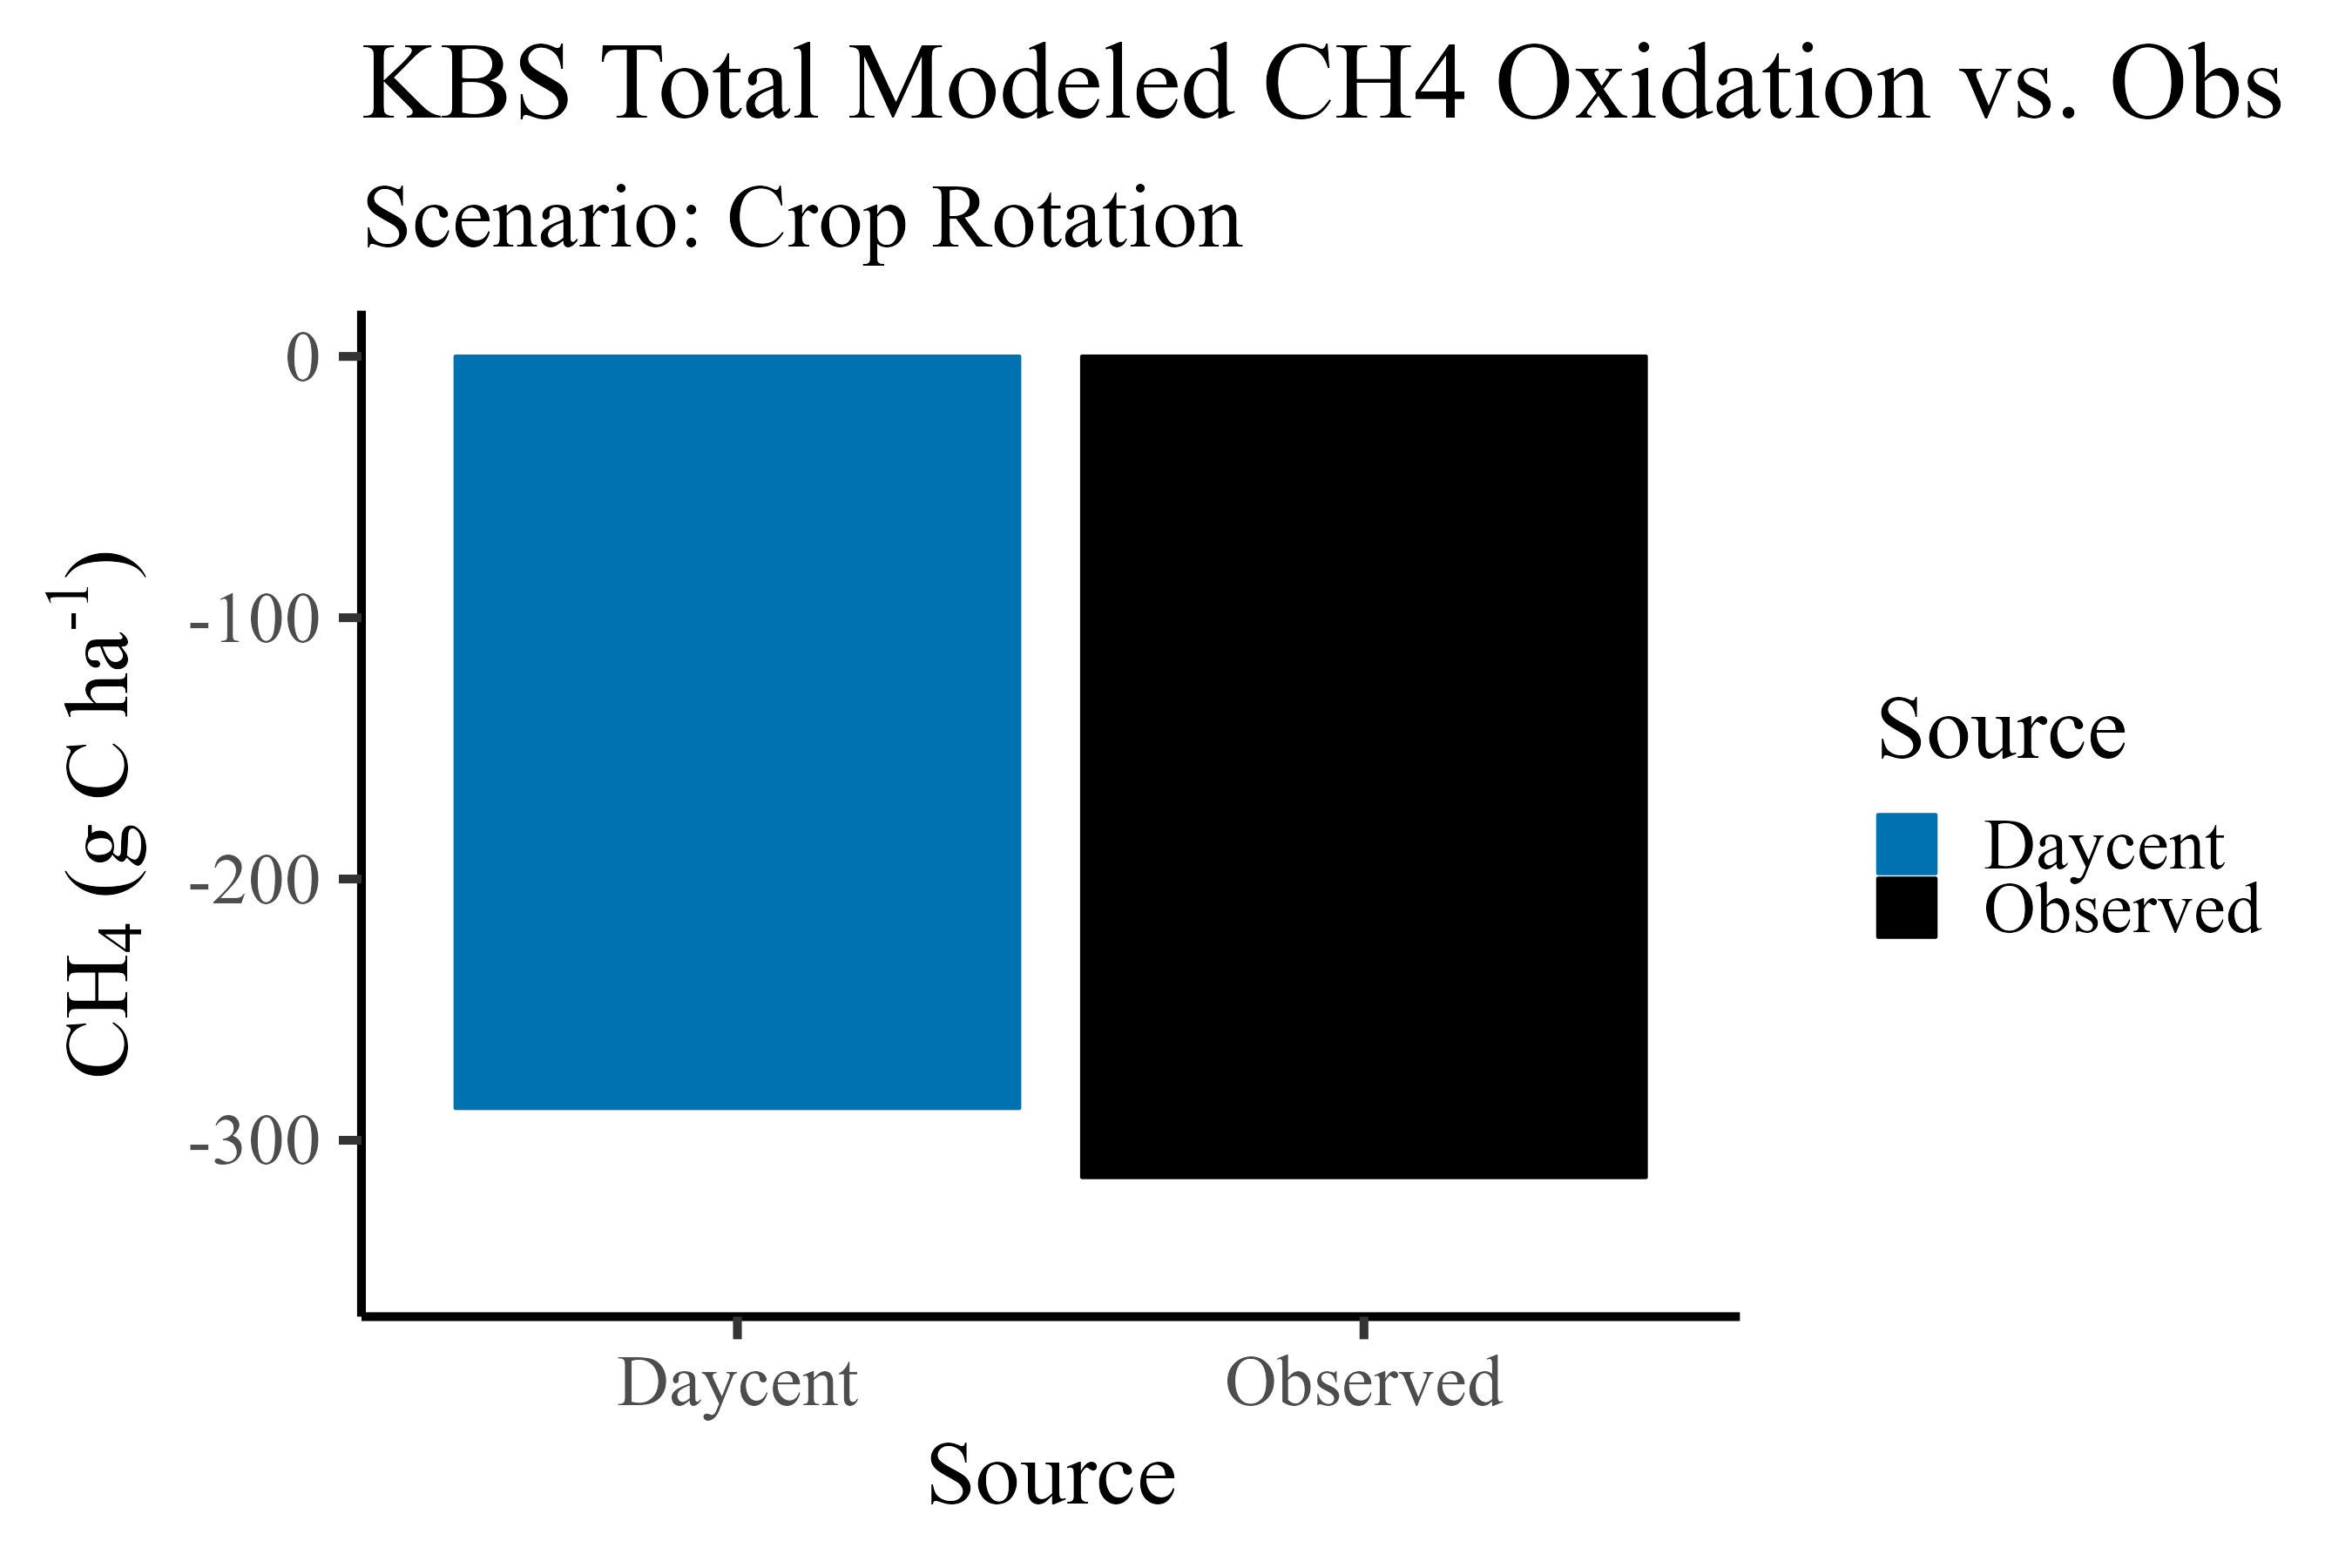 KBS Total Modeled CH4 Oxidation vs. Obs
Scenario: Crop Rotation
CH₄ (g C ha⁻¹)
0
-100
-200
-300
Daycent
Observed
Source
Source
Daycent
Observed